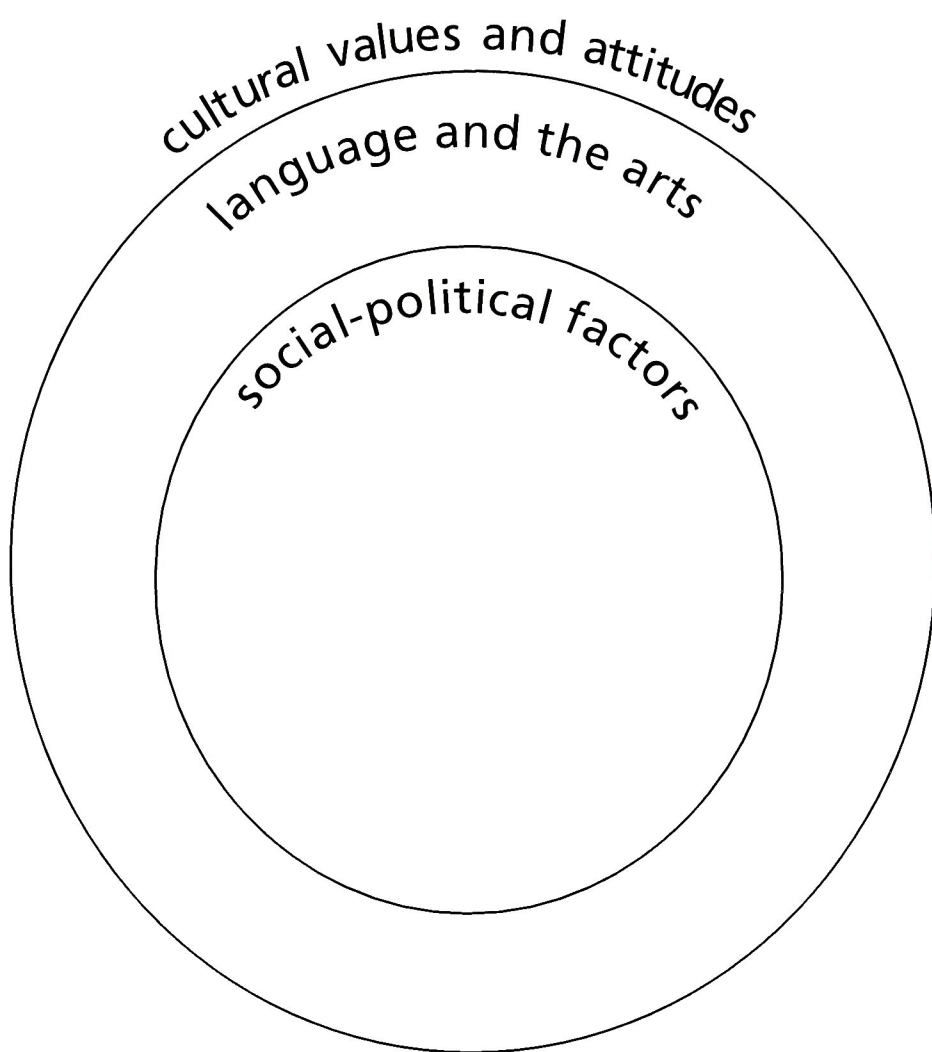 cultural values and attitudes
language and the arts
social-political factors